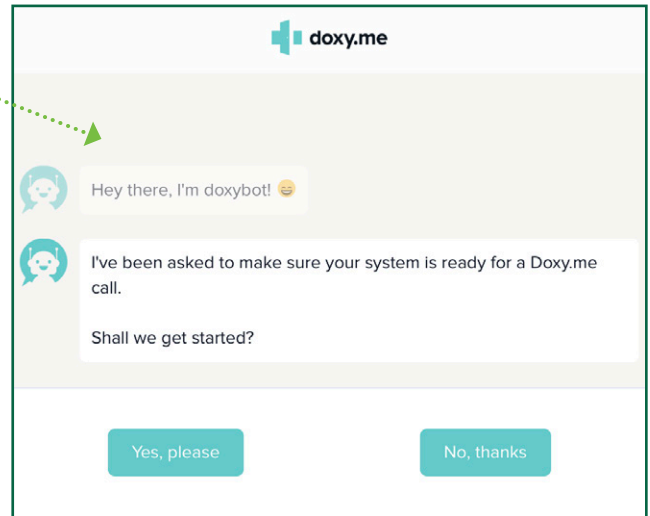 doxy.me
Hey there, I'm doxybot! 😄
I've been asked to make sure your system is ready for a Doxy.me
call.
Shall we get started?
Yes, please
No, thanks